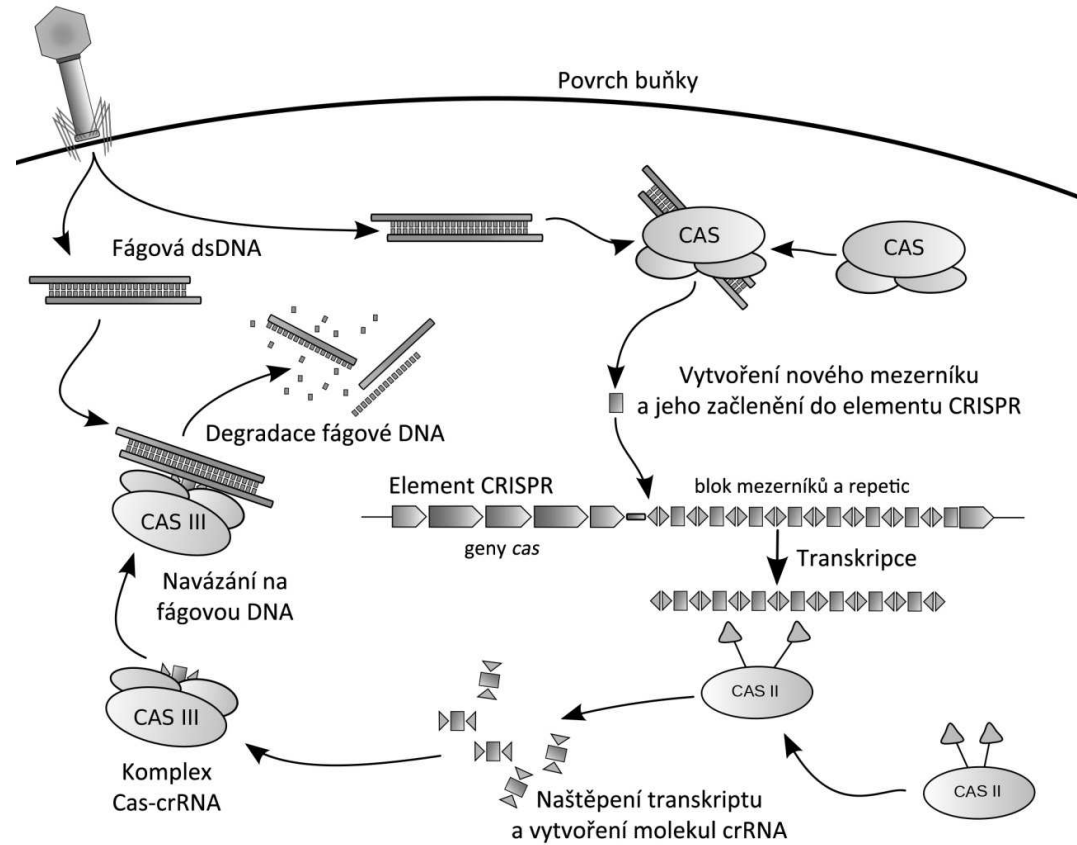 Povrch buňky
Fágová dsDNA
CAS
CAS
Vytvoření nového mezerníku
a jeho začlenění do elementu CRISPR
Degradace fágové DNA
CAS III
Navázání na
fágovou DNA
Element CRISPR
blok mezerníků a repetic
geny cas
Transkripce
CAS II
CAS II
Naštěpení transkriptu
a vytvoření molekul crRNA
CAS III
Komplex
Cas-crRNA